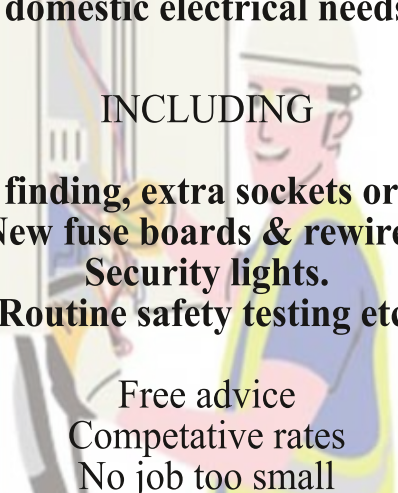 domestic electrical needs
INCLUDING
finding, extra sockets or
New fuse boards & rewire
Security lights.
Routine safety testing etc
Free advice
Competative rates
No job too small